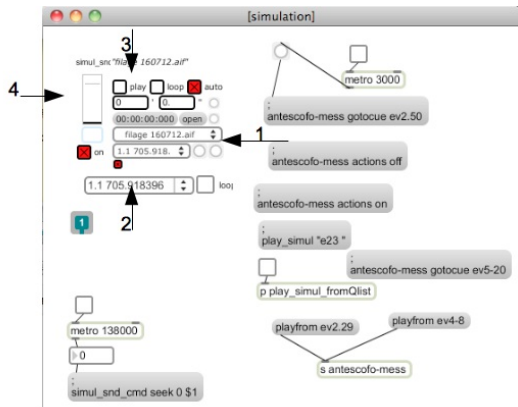 [simulation]
3
simul_snd "filage 160712.aif"
play loop auto
4
0 ' 0. "
00:00:00:000 open
1
filage 160712.aif
on 1.1 705.918.
1.1 705.918396 loop
2
1
metro 138000
0
;
simul_snd_cmd seek 0 $1
metro 3000
;
antescofo-mess gotocue ev2.50
;
antescofo-mess actions off
;
antescofo-mess actions on
;
play_simul "e23 "
;
antescofo-mess gotocue ev5-20
p play_simul_fromQlist
playfrom ev2.29
playfrom ev4-8
s antescofo-mess